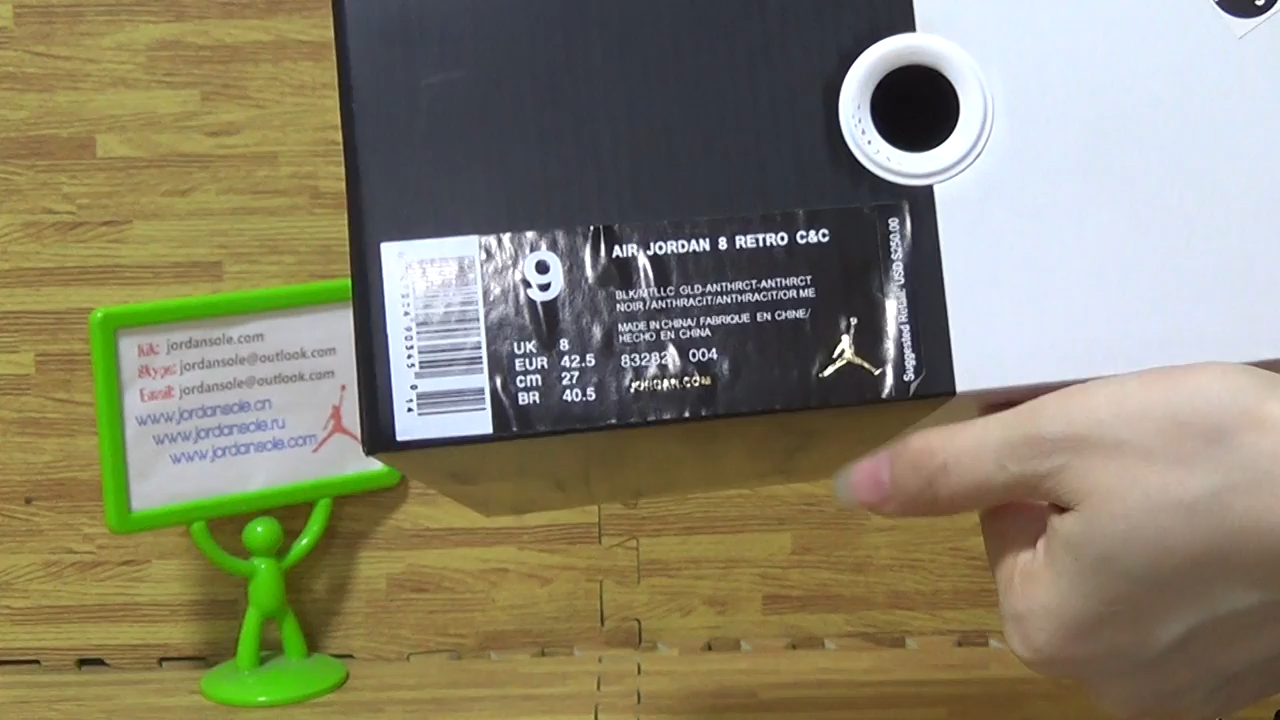 Kik: jordansole.com
Skype: jordansole@outlook.com
Email: jordansole@outlook.com
www.jordansole.cn
www.jordansole.ru
www.jordansole.com
9
AIR JORDAN 8 RETRO C&C
BLK/MTLLC GLD-ANTHRCT-ANTHRCT
NOIR/ANTHRACIT/ANTHRACIT/OR ME
MADE IN CHINA/ FABRIQUE EN CHINE/
HECHO EN CHINA
UK 8
EUR 42.5
cm 27
BR 40.5
004
JORDAN.COM
Suggested Retail USD $250.00